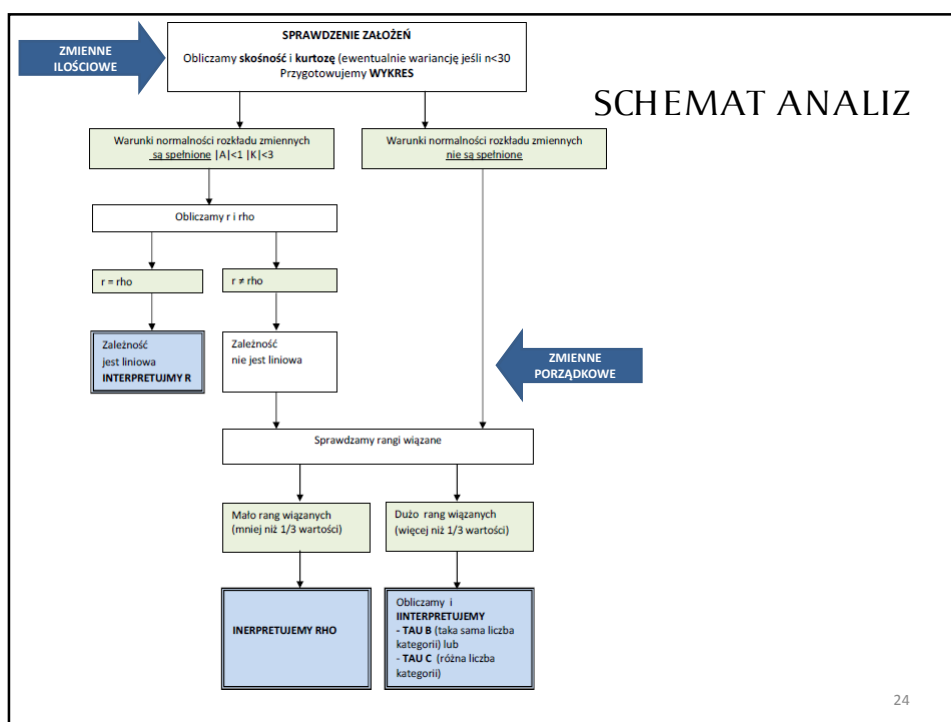 ZMIENNE
ILOŚCIOWE
SPRAWDZENIE ZAŁOŻEŃ
Obliczamy skośność i kurtozę (ewentualnie wariancję jeśli n<30
Przygotowujemy WYKRES
SCHEMAT ANALIZ
Warunki normalności rozkładu zmiennych
są spełnione |A|<1 |K|<3
Warunki normalności rozkładu zmiennych
nie są spełnione
Obliczamy r i rho
r = rho
r ≠ rho
Zależność
jest liniowa
INTERPRETUJMY R
Zależność
nie jest liniowa
ZMIENNE
PORZĄDKOWE
Sprawdzamy rangi wiązane
Mało rang wiązanych
(mniej niż 1/3 wartości)
Dużo rang wiązanych
(więcej niż 1/3 wartości)
INERPRETUJEMY RHO
Obliczamy i
IINTERPRETUJEMY
- TAU B (taka sama liczba
kategorii) lub
- TAU C (różna liczba
kategorii)
24